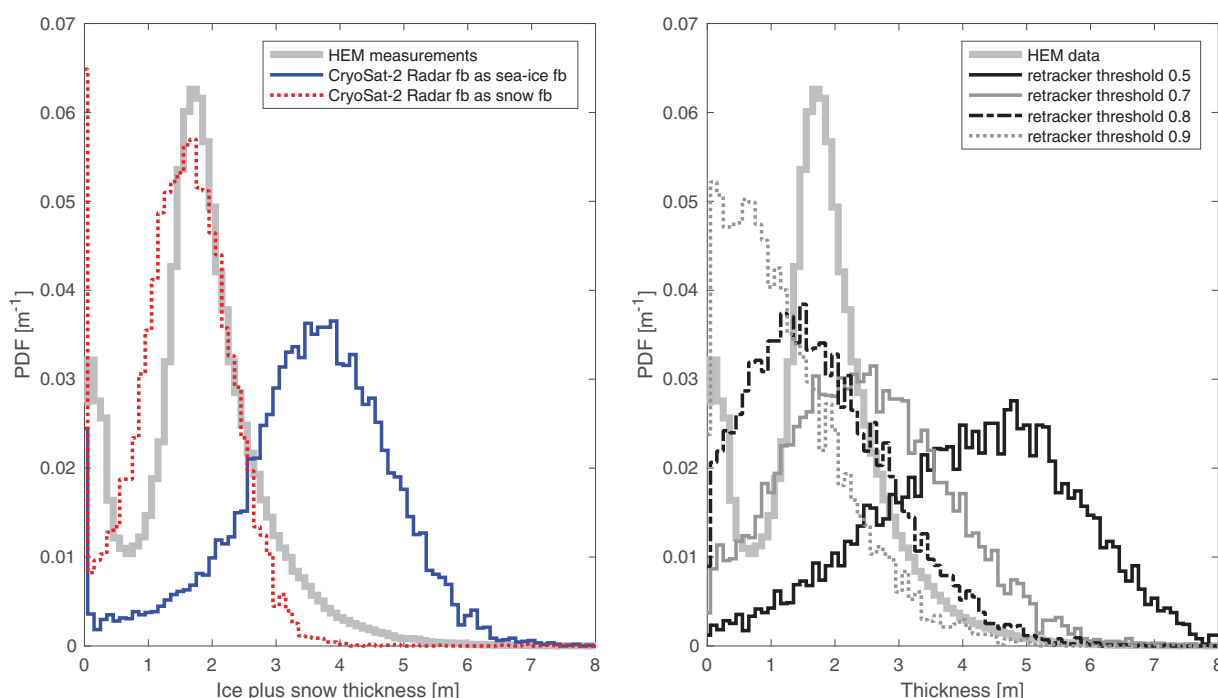 0.07
0.06
0.05
0.04
0.03
0.02
0.01
0
PDF [m-1]
0 1 2 3 4 5 6 7 8
Ice plus snow thickness [m]
HEM measurements
CryoSat-2 Radar fb as sea-ice fb
CryoSat-2 Radar fb as snow fb
0.07
0.06
0.05
0.04
0.03
0.02
0.01
0
PDF [m-1]
0 1 2 3 4 5 6 7 8
Thickness [m]
HEM data
retracker threshold 0.5
retracker threshold 0.7
retracker threshold 0.8
retracker threshold 0.9